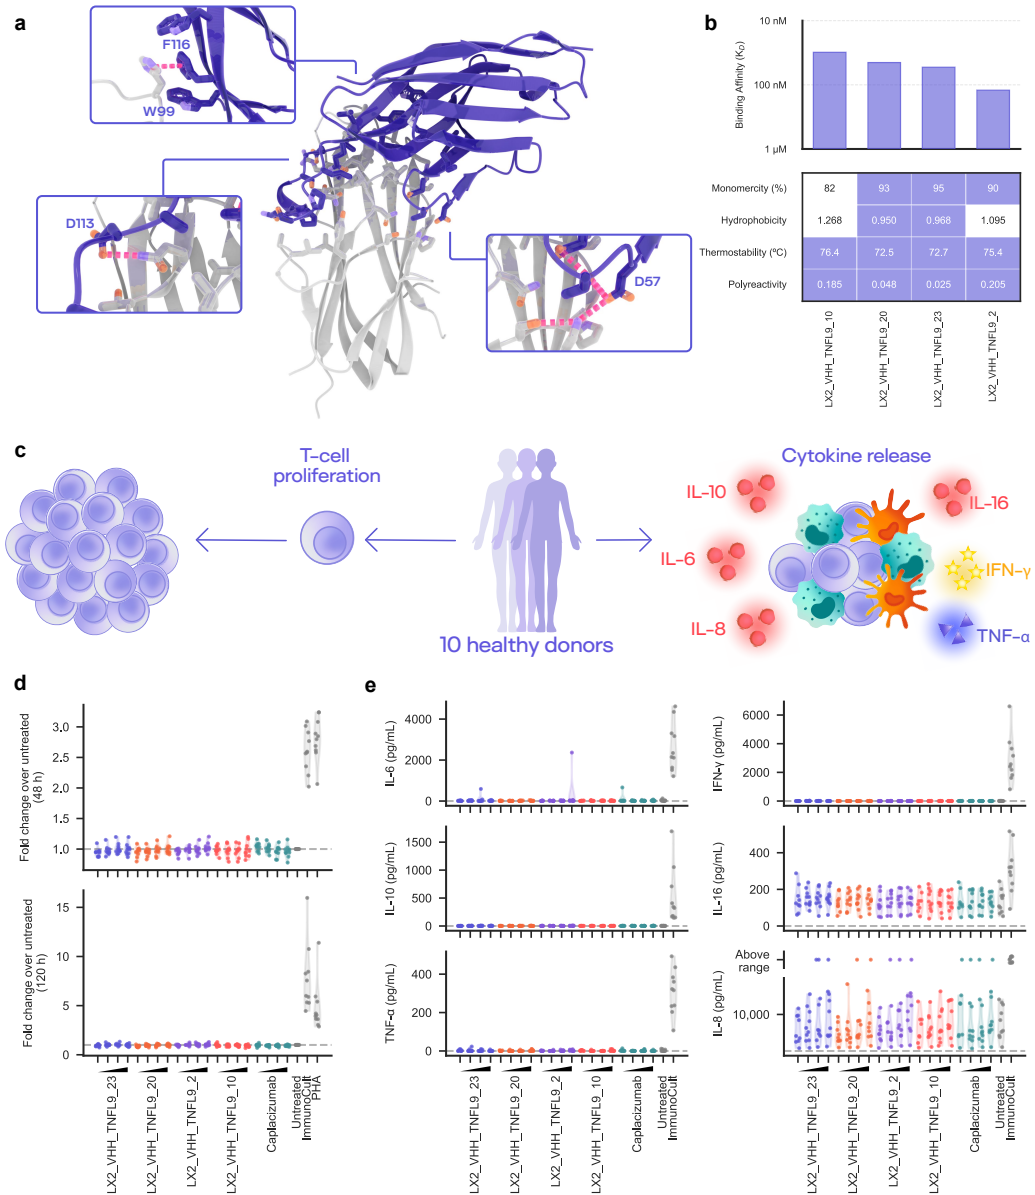 a
F116
W99
D113
D57
b
10 nM
100 nM
1 µM
Binding Affinity (K_D)
Monomercity (%)
82
93
95
90
Hydrophobicity
1.268
0.950
0.968
1.095
Thermostability (ºC)
76.4
72.5
72.7
75.4
Polyreactivity
0.185
0.048
0.025
0.205
LX2_VHH_TNFL9_10
LX2_VHH_TNFL9_20
LX2_VHH_TNFL9_23
LX2_VHH_TNFL9_2
c
T-cell
proliferation
10 healthy donors
Cytokine release
IL-10
IL-16
IL-6
IFN-γ
IL-8
TNF-α
d
Fold change over untreated
(48 h)
3.0
2.5
2.0
1.5
1.0
Fold change over untreated
(120 h)
15
10
5
0
LX2_VHH_TNFL9_23
LX2_VHH_TNFL9_20
LX2_VHH_TNFL9_2
LX2_VHH_TNFL9_10
Caplacizumab
Untreated
ImmunoCult
PHA
e
IL-6 (pg/mL)
4000
2000
0
IFN-γ (pg/mL)
6000
4000
2000
0
IL-10 (pg/mL)
1500
1000
500
0
IL-16 (pg/mL)
400
200
0
TNF-α (pg/mL)
400
200
0
Above
range
IL-8 (pg/mL)
10,000
LX2_VHH_TNFL9_23
LX2_VHH_TNFL9_20
LX2_VHH_TNFL9_2
LX2_VHH_TNFL9_10
Caplacizumab
Untreated
ImmunoCult
LX2_VHH_TNFL9_23
LX2_VHH_TNFL9_20
LX2_VHH_TNFL9_2
LX2_VHH_TNFL9_10
Caplacizumab
Untreated
ImmunoCult